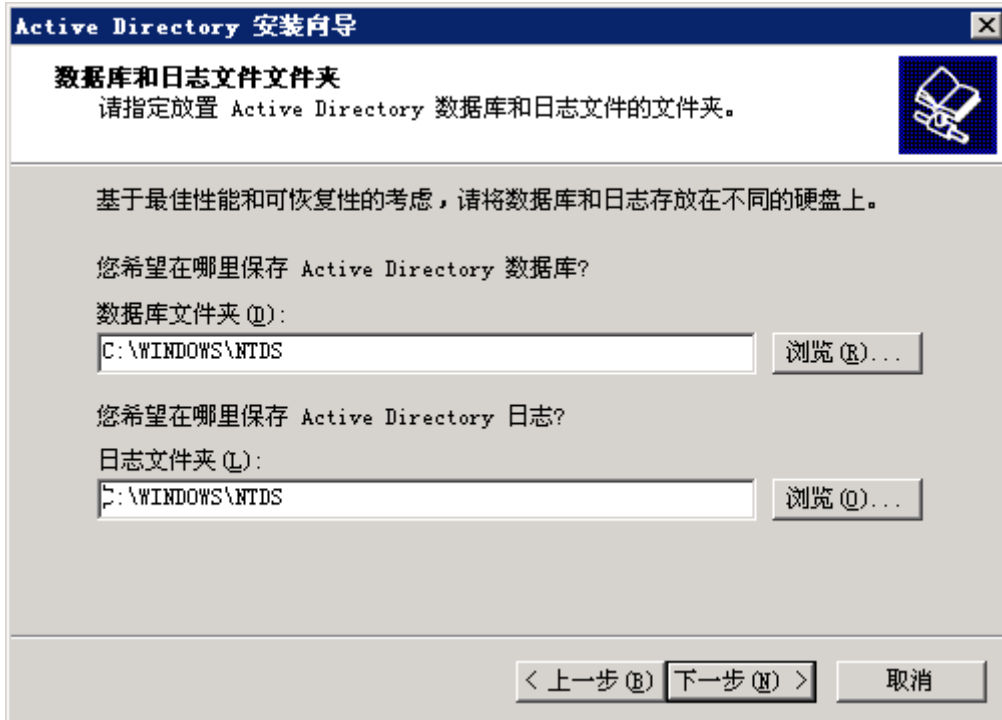 Active Directory 安装向导
数据库和日志文件文件夹
请指定放置 Active Directory 数据库和日志文件的文件夹。
基于最佳性能和可恢复性的考虑，请将数据库和日志存放在不同的硬盘上。
您希望在哪里保存 Active Directory 数据库?
数据库文件夹(D):
C:\WINDOWS\NTDS
浏览(R)...
您希望在哪里保存 Active Directory 日志?
日志文件夹(L):
C:\WINDOWS\NTDS
浏览(O)...
< 上一步(B) 下一步(N) > 取消